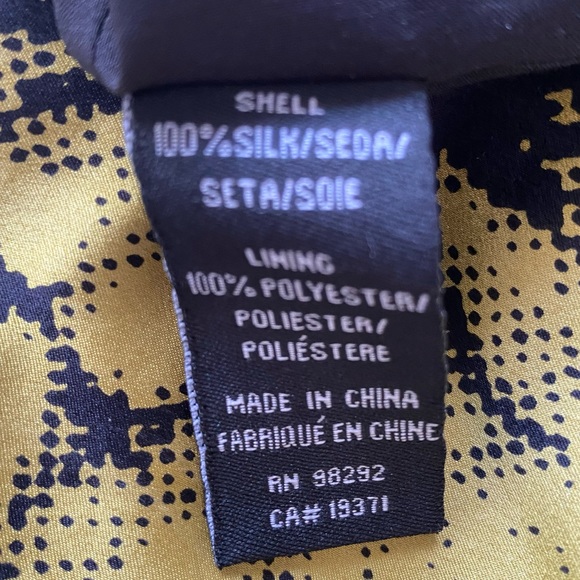 SHELL
100% SILK/SEDA/
SETA/SOIE
LINING
100% POLYESTER/
POLIESTER/
POLIÉSTERE
MADE IN CHINA
FABRIQUÉ EN CHINE
RN 98292
CA# 19371